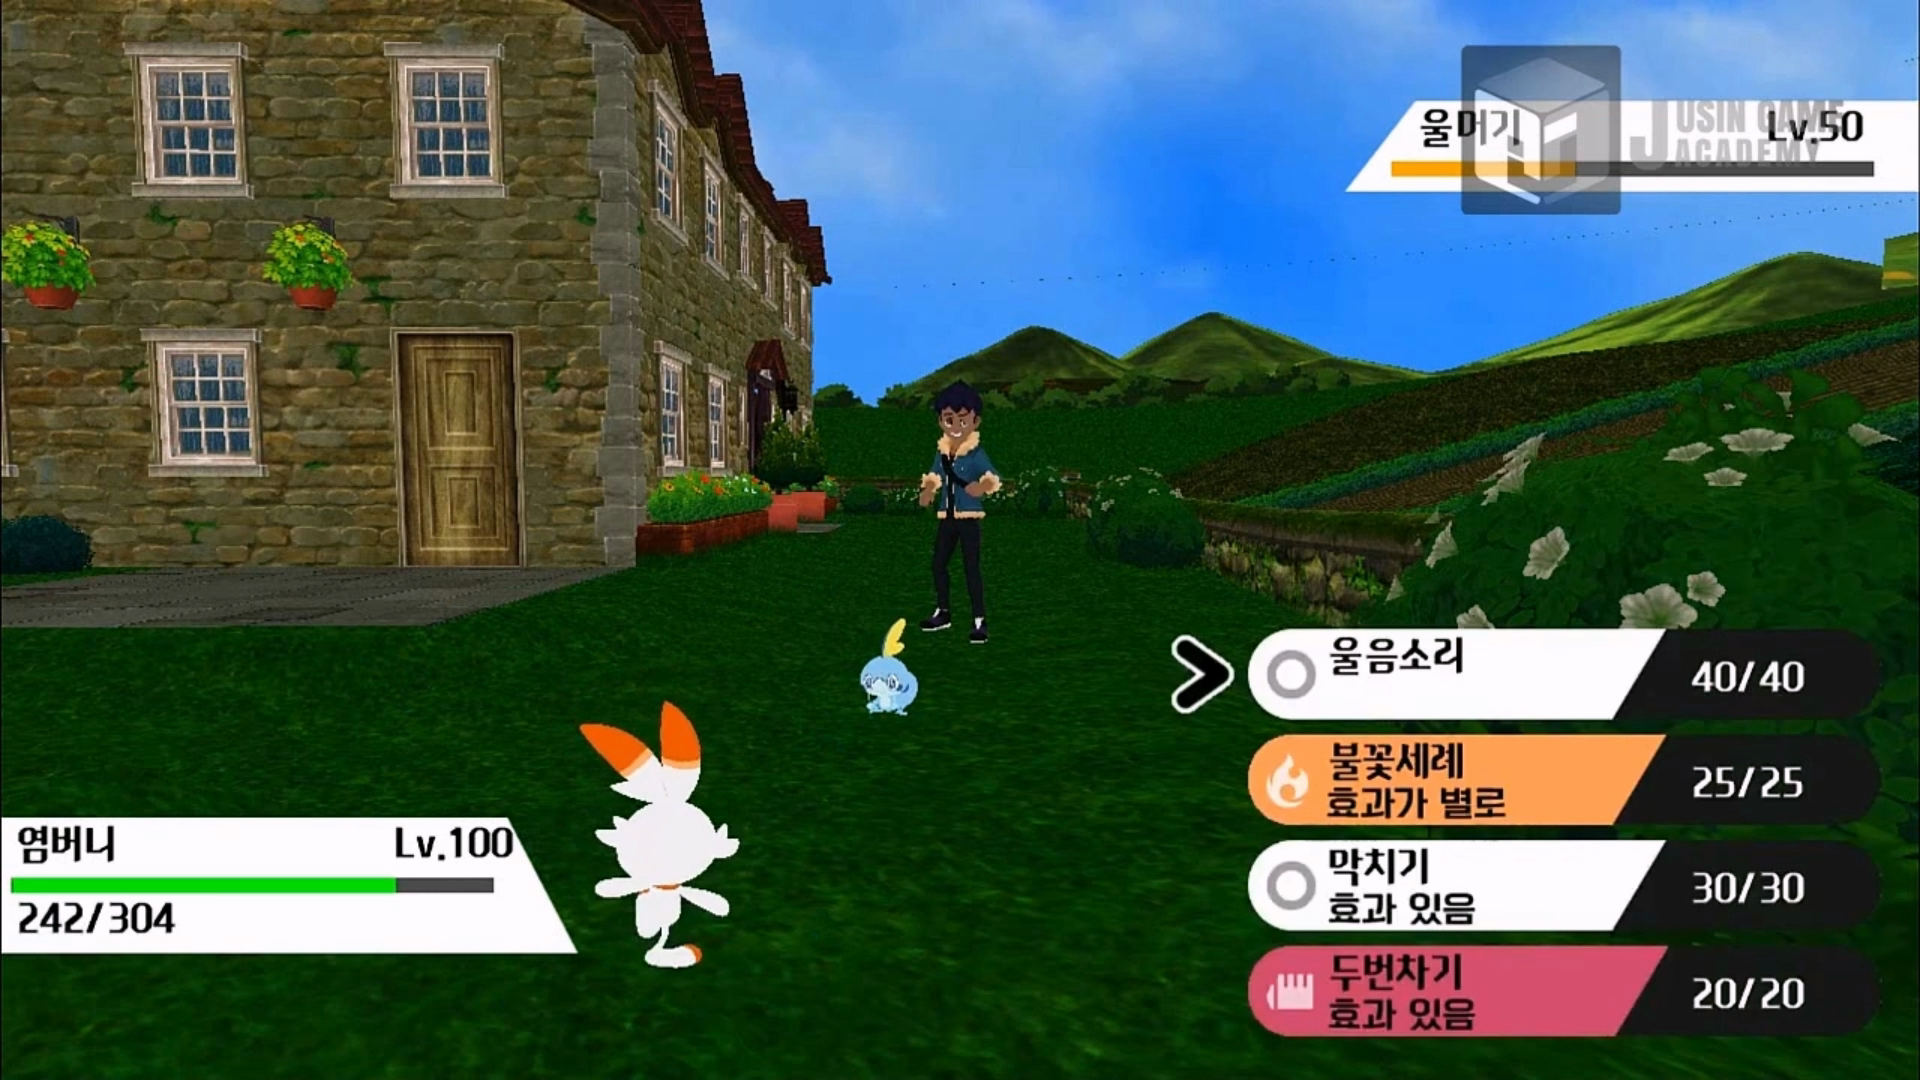 울머기 Lv.50
JUSIN GAME
ACADEMY
울음소리 40/40
불꽃세례
효과가 별로 25/25
막치기
효과 있음 30/30
두번차기
효과 있음 20/20
염버니 Lv.100
242/304